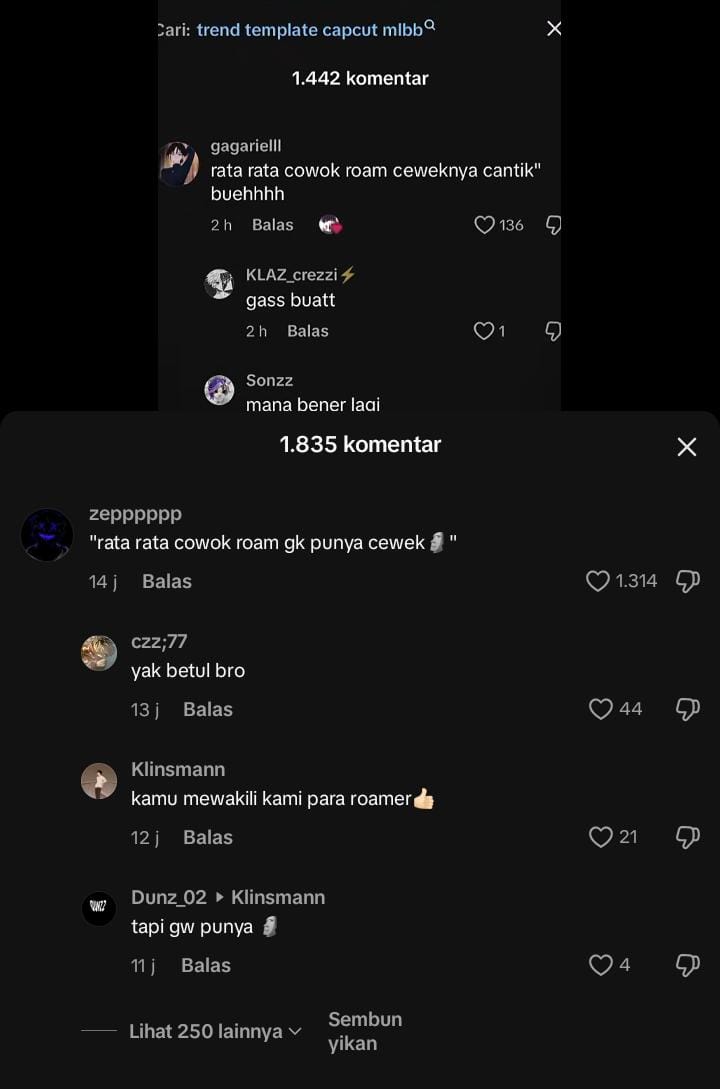 Cari: trend template capcut mlbb
1.442 komentar
gagarielll
rata rata cowok roam ceweknya cantik"
buehhhh
2 h Balas 136
KLAZ_crezzi⚡
gass buatt
2 h Balas 1
Sonzz
mana bener lagi
1.835 komentar
zepppppp
"rata rata cowok roam gk punya cewek🗿"
14 j Balas 1.314
czz;77
yak betul bro
13 j Balas 44
Klinsmann
kamu mewakili kami para roamer👍🏻
12 j Balas 21
Dunz_02 ▸ Klinsmann
tapi gw punya 🗿
11 j Balas 4
Lihat 250 lainnya Sembun
yikan